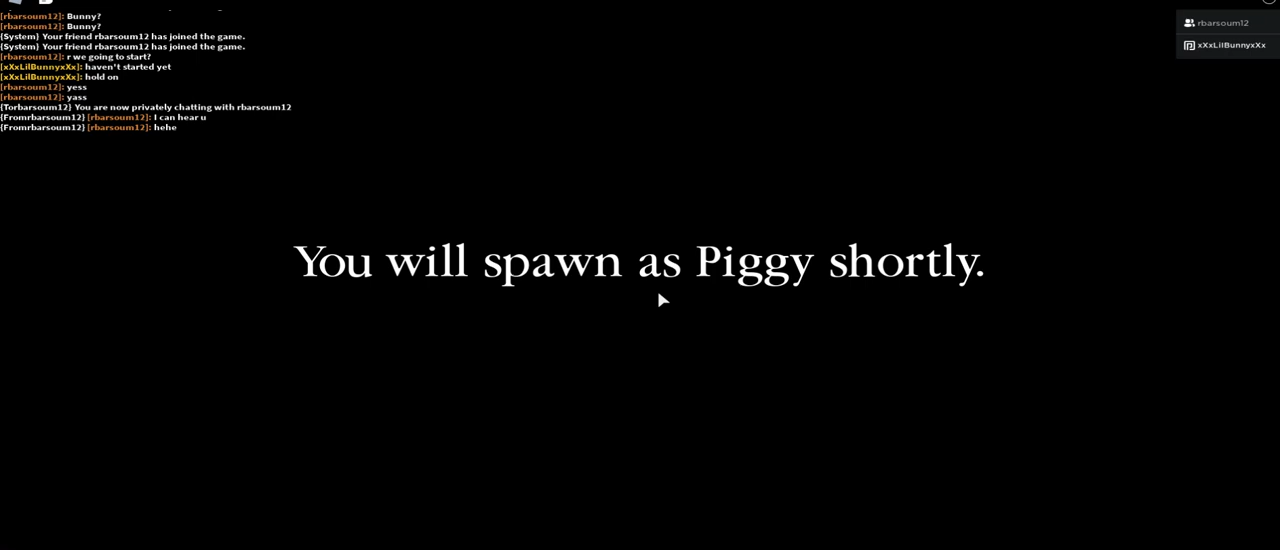 [rbarsoum12]: Bunny?
[rbarsoum12]: Bunny?
{System} Your friend rbarsoum12 has joined the game.
{System} Your friend rbarsoum12 has joined the game.
[rbarsoum12]: r we going to start?
[xXxLilBunnyxXx]: haven't started yet
[xXxLilBunnyxXx]: hold on
[rbarsoum12]: yess
[rbarsoum12]: yass
{Torbarsoum12} You are now privately chatting with rbarsoum12
{Fromrbarsoum12} [rbarsoum12]: I can hear u
{Fromrbarsoum12} [rbarsoum12]: hehe
rbarsoum12
xXxLilBunnyxXx
You will spawn as Piggy shortly.